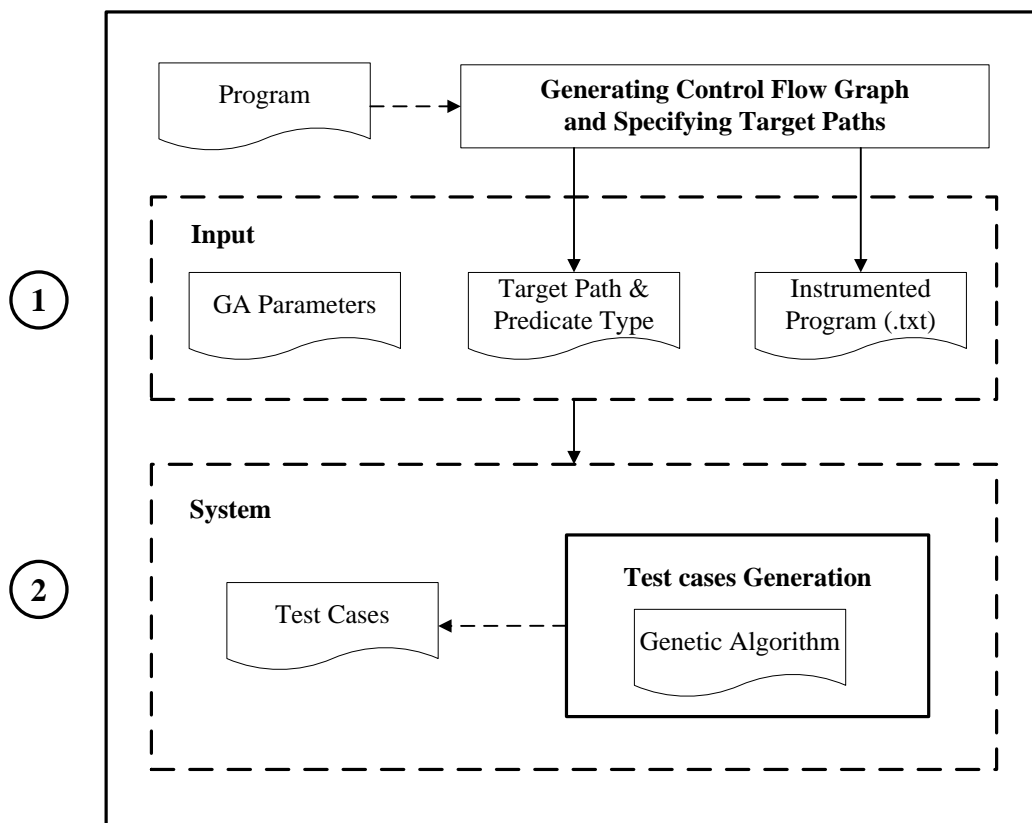 Program
Generating Control Flow Graph
and Specifying Target Paths
Input
1
GA Parameters
Target Path &
Predicate Type
Instrumented
Program (.txt)
System
2
Test Cases
Test cases Generation
Genetic Algorithm